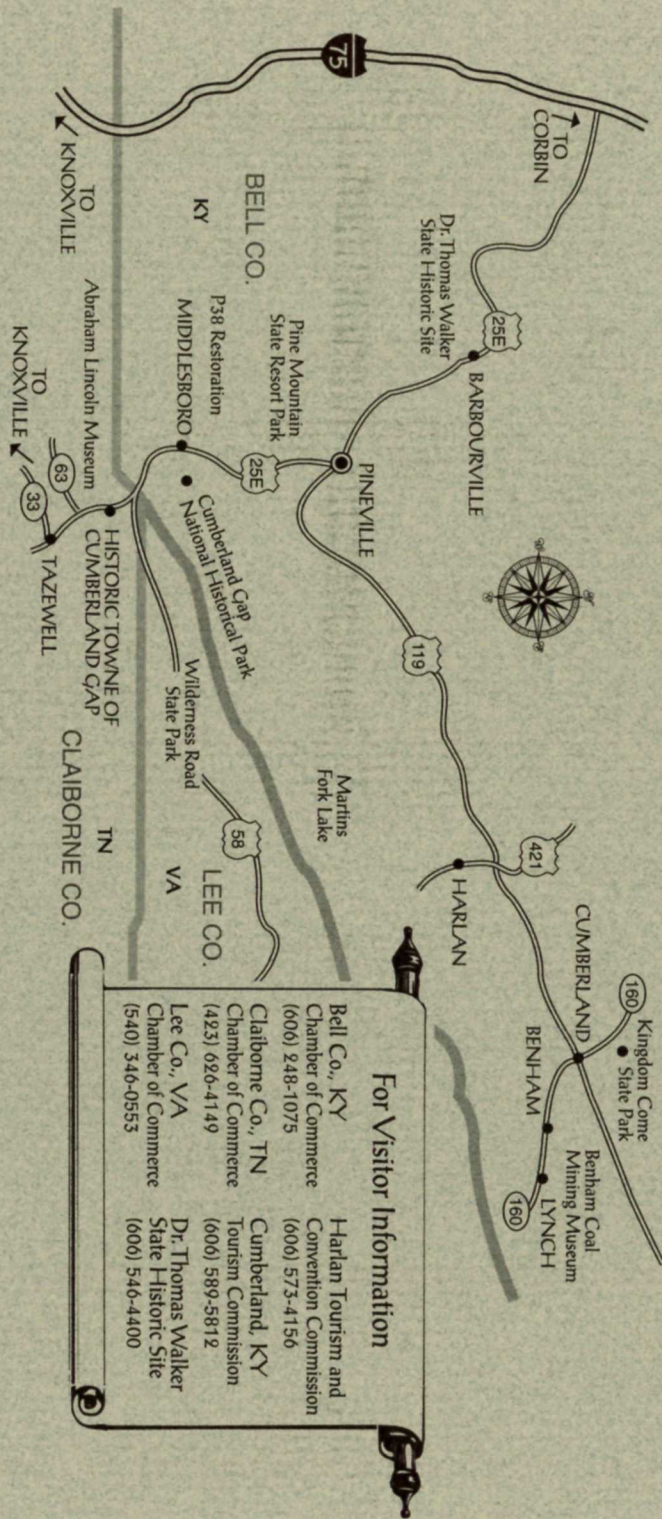 75
TO
CORBIN
Dr. Thomas Walker
State Historic Site
25E
BARBOURVILLE
BELL CO.
KY
Pine Mountain
State Resort Park
PINEVILLE
P38 Restoration
MIDDLESBORO
25E
Cumberland Gap
National Historical Park
119
421
HARLAN
CUMBERLAND
160
Kingdom Come
State Park
BENHAM
Benham Coal
Mining Museum
LYNCH
160
Martins
Fork Lake
TO
KNOXVILLE
Abraham Lincoln Museum
TO
KNOXVILLE
63
33
HISTORIC TOWNE OF
CUMBERLAND GAP
TAZEWELL
Wilderness Road
State Park
58
LEE CO.
VA
TN
CLAIBORNE CO.
For Visitor Information
Bell Co., KY
Chamber of Commerce
(606) 248-1075
Claiborne Co., TN
Chamber of Commerce
(423) 626-4149
Lee Co., VA
Chamber of Commerce
(540) 346-0553
Harlan Tourism and
Convention Commission
(606) 573-4156
Cumberland, KY
Tourism Commission
(606) 589-5812
Dr. Thomas Walker
State Historic Site
(606) 546-4400